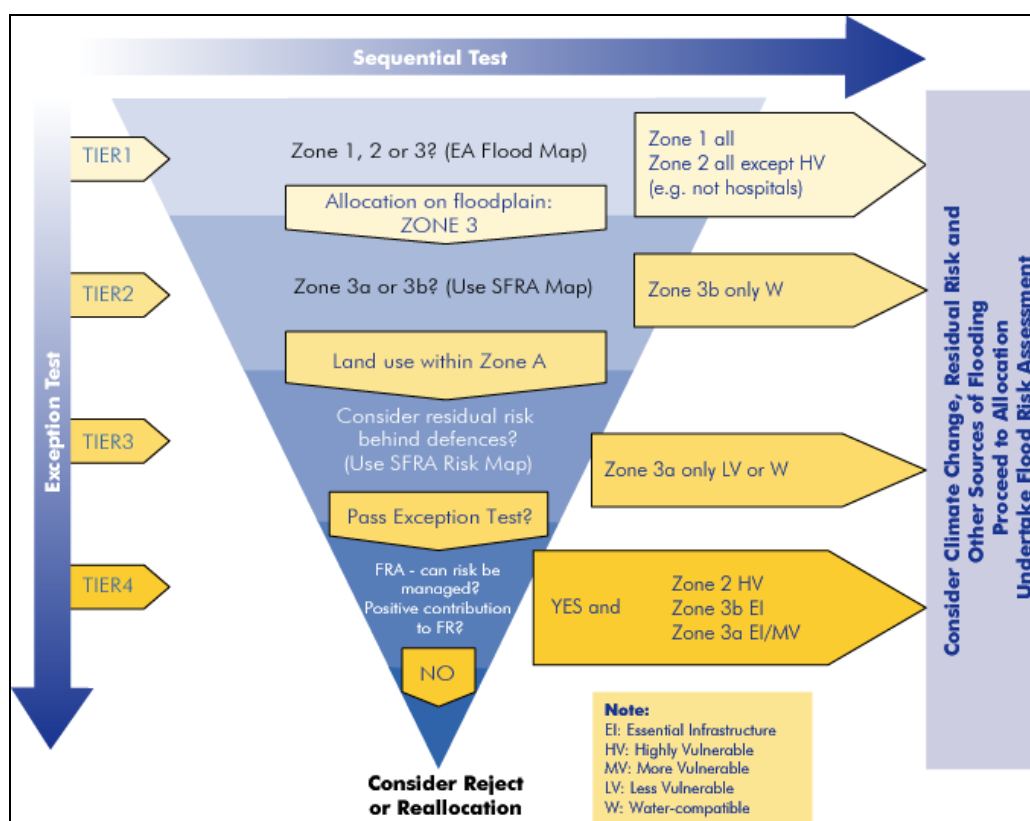 Sequential Test
Exception Test
TIER1
Zone 1, 2 or 3? (EA Flood Map)
Zone 1 all
Zone 2 all except HV
(e.g. not hospitals)
Allocation on floodplain:
ZONE 3
TIER2
Zone 3a or 3b? (Use SFRA Map)
Zone 3b only W
Land use within Zone A
TIER3
Consider residual risk
behind defences?
(Use SFRA Risk Map)
Zone 3a only LV or W
Pass Exception Test?
TIER4
FRA - can risk be
managed?
Positive contribution
to FR?
YES and
Zone 2 HV
Zone 3b EI
Zone 3a EI/MV
NO
Consider Reject
or Reallocation
Note:
EI: Essential Infrastructure
HV: Highly Vulnerable
MV: More Vulnerable
LV: Less Vulnerable
W: Water-compatible
Consider Climate Change, Residual Risk and
Other Sources of Flooding
Proceed to Allocation
Undertake Flood Risk Assessment